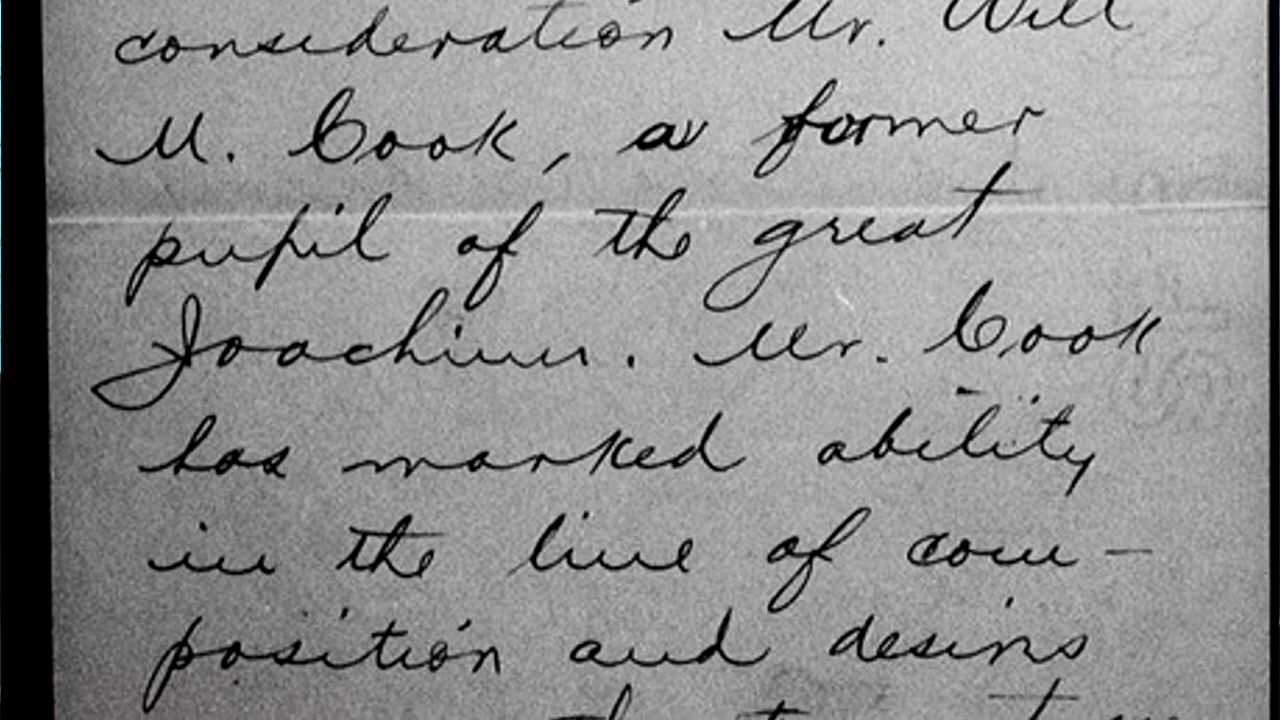 consideration Mr. Will
M. Cook, a former
pupil of the great
Joachim. Mr. Cook
has marked ability
in the line of com-
position and desires